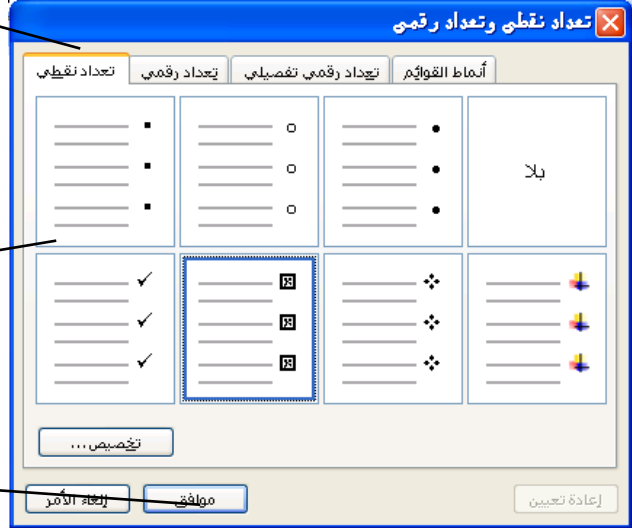 تعداد نقطي وتعداد رقمي
تعداد نقطي تعداد رقمي تعداد رقمي تفصيلي أنماط القوائم
بلا
تخصيص...
إعادة تعيين موافق إلغاء الأمر